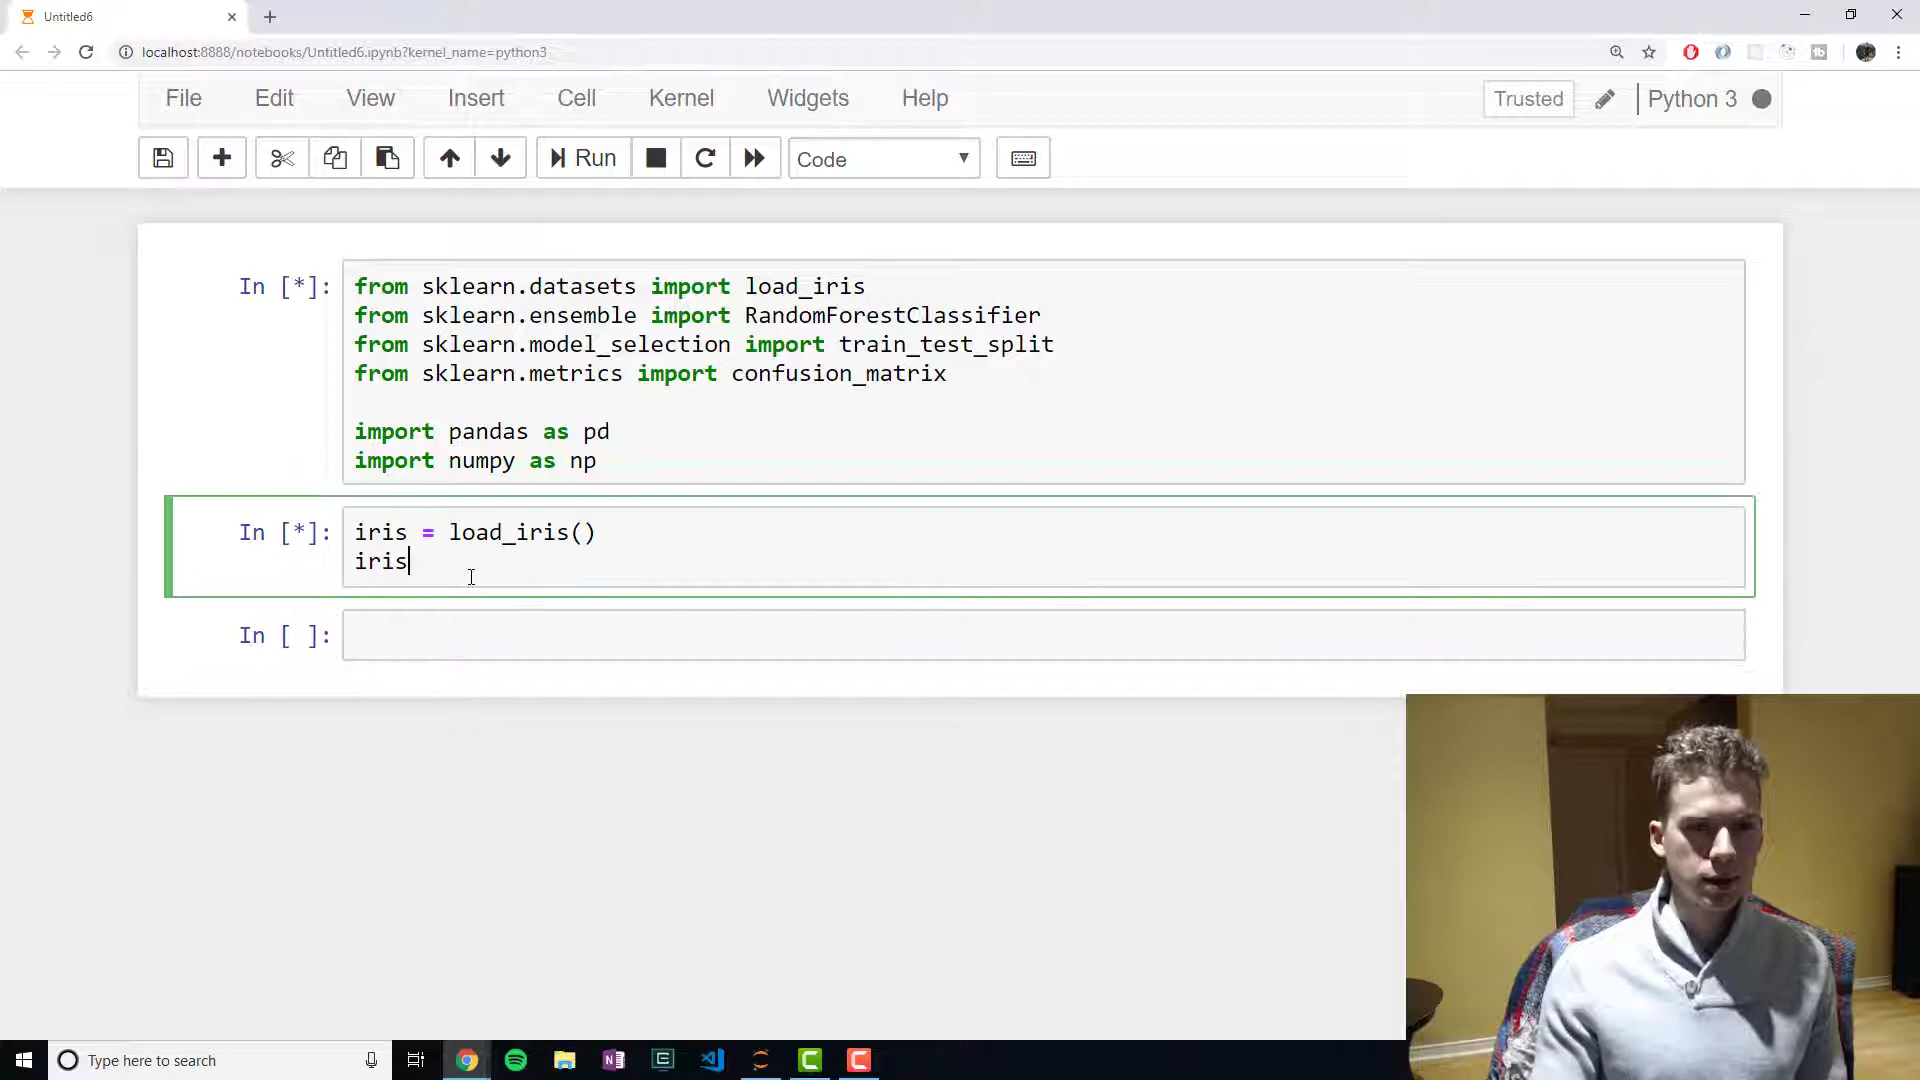 Untitled6
localhost:8888/notebooks/Untitled6.ipynb?kernel_name=python3
File Edit View Insert Cell Kernel Widgets Help Trusted Python 3
Run Code
In [*]: from sklearn.datasets import load_iris
from sklearn.ensemble import RandomForestClassifier
from sklearn.model_selection import train_test_split
from sklearn.metrics import confusion_matrix
import pandas as pd
import numpy as np
In [*]: iris = load_iris()
iris
In [ ]:
Type here to search